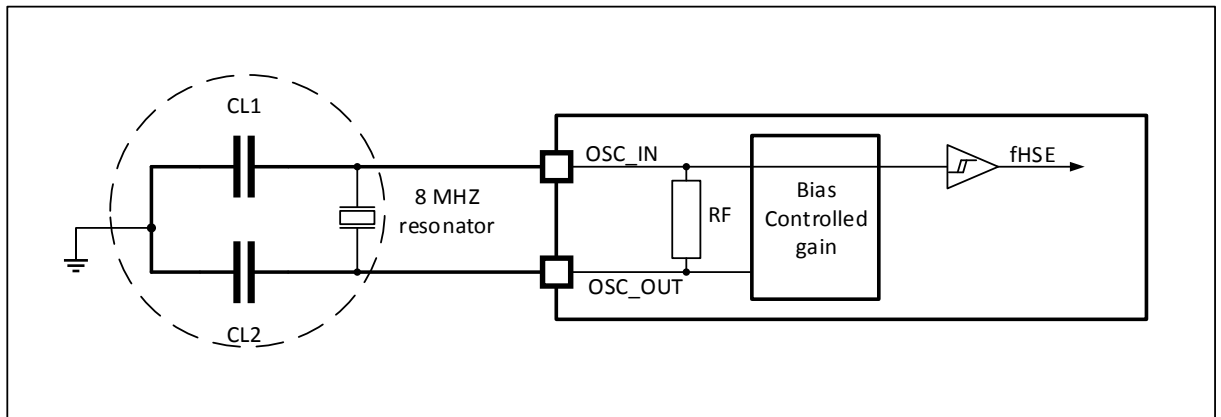 CL1
OSC_IN
fHSE
8 MHZ
resonator
RF
Bias
Controlled
gain
OSC_OUT
CL2